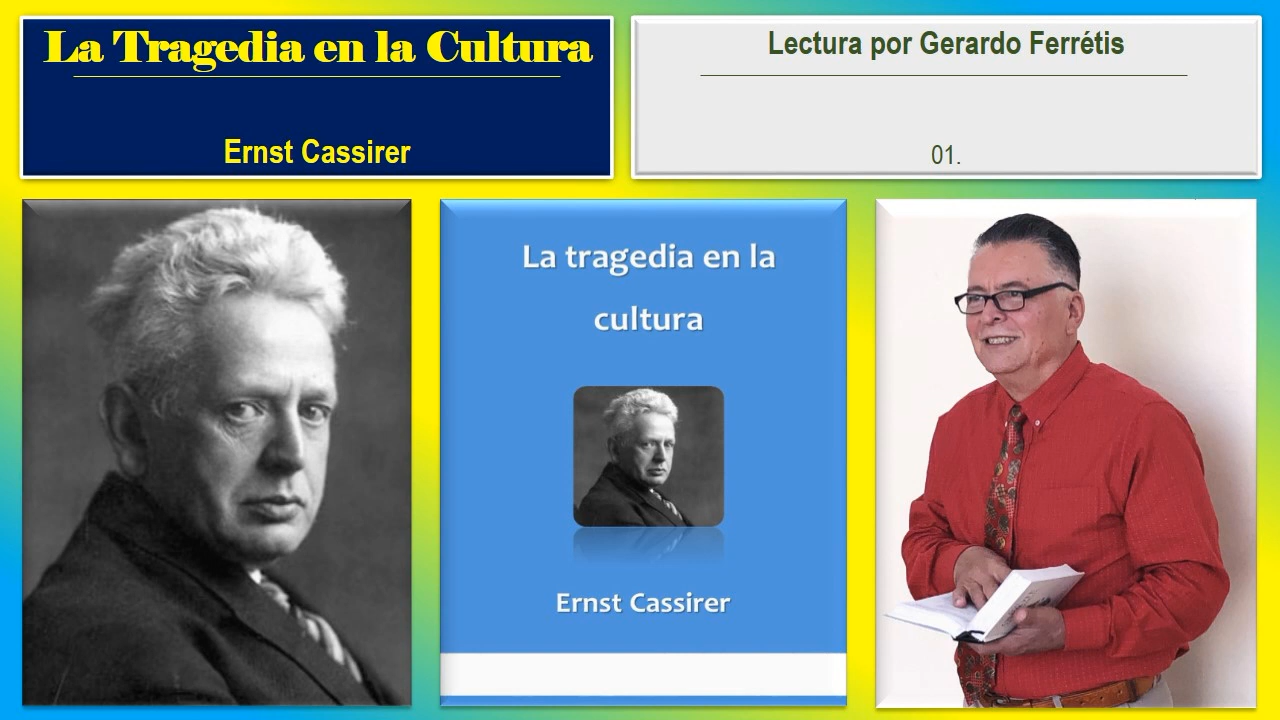 La Tragedia en la Cultura
Ernst Cassirer
Lectura por Gerardo Ferrétis
01.
La tragedia en la
cultura
Ernst Cassirer